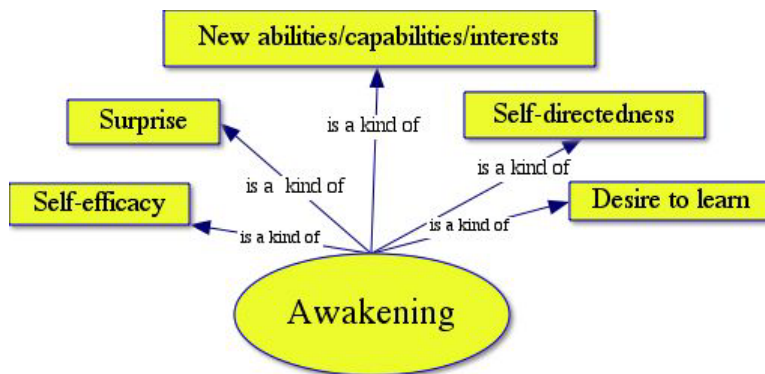 New abilities/capabilities/interests
Surprise
is a kind of
Self-directedness
is a kind of
is a kind of
Self-efficacy
is a kind of
is a kind of
Desire to learn
Awakening